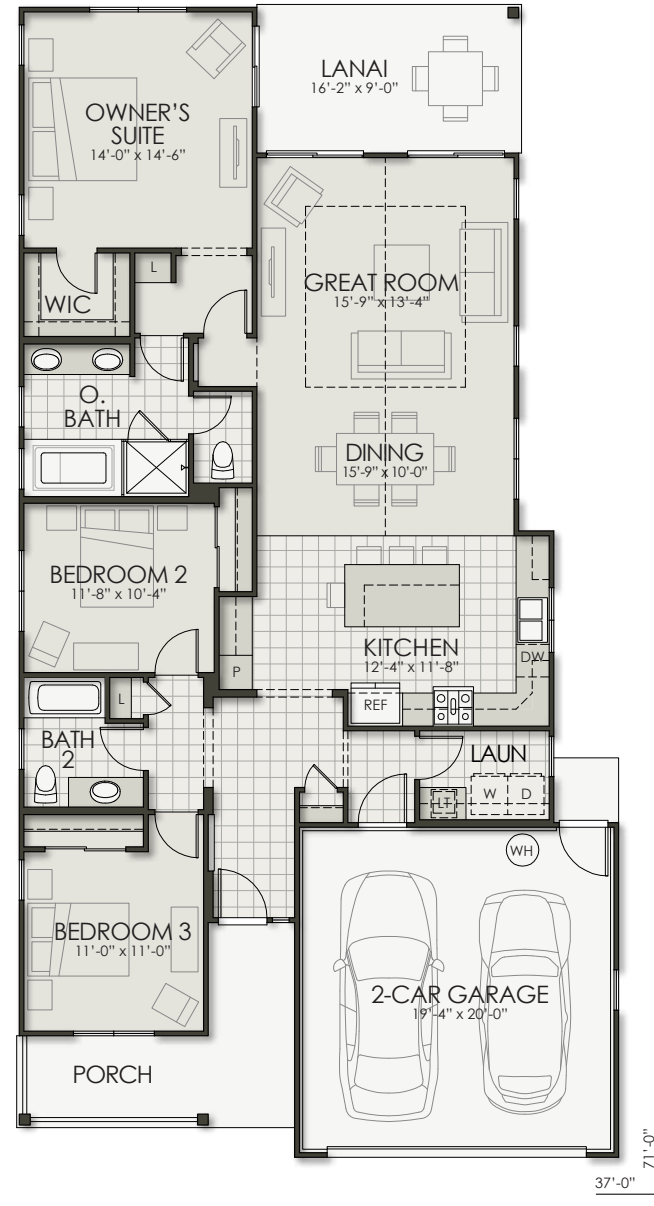 LANAI
16'-2" x 9'-0"
OWNER'S
SUITE
14'-0" x 14'-6"
L
WIC
GREAT ROOM
15'-9" x 13'-4"
O.
BATH
DINING
15'-9" x 10'-0"
BEDROOM 2
11'-8" x 10'-4"
KITCHEN
12'-4" x 11'-8"
DW
P
L
REF
BATH
2
LAUN
LT
W
D
WH
BEDROOM 3
11'-0" x 11'-0"
2-CAR GARAGE
19'-4" x 20'-0"
PORCH
71'-0"
37'-0"